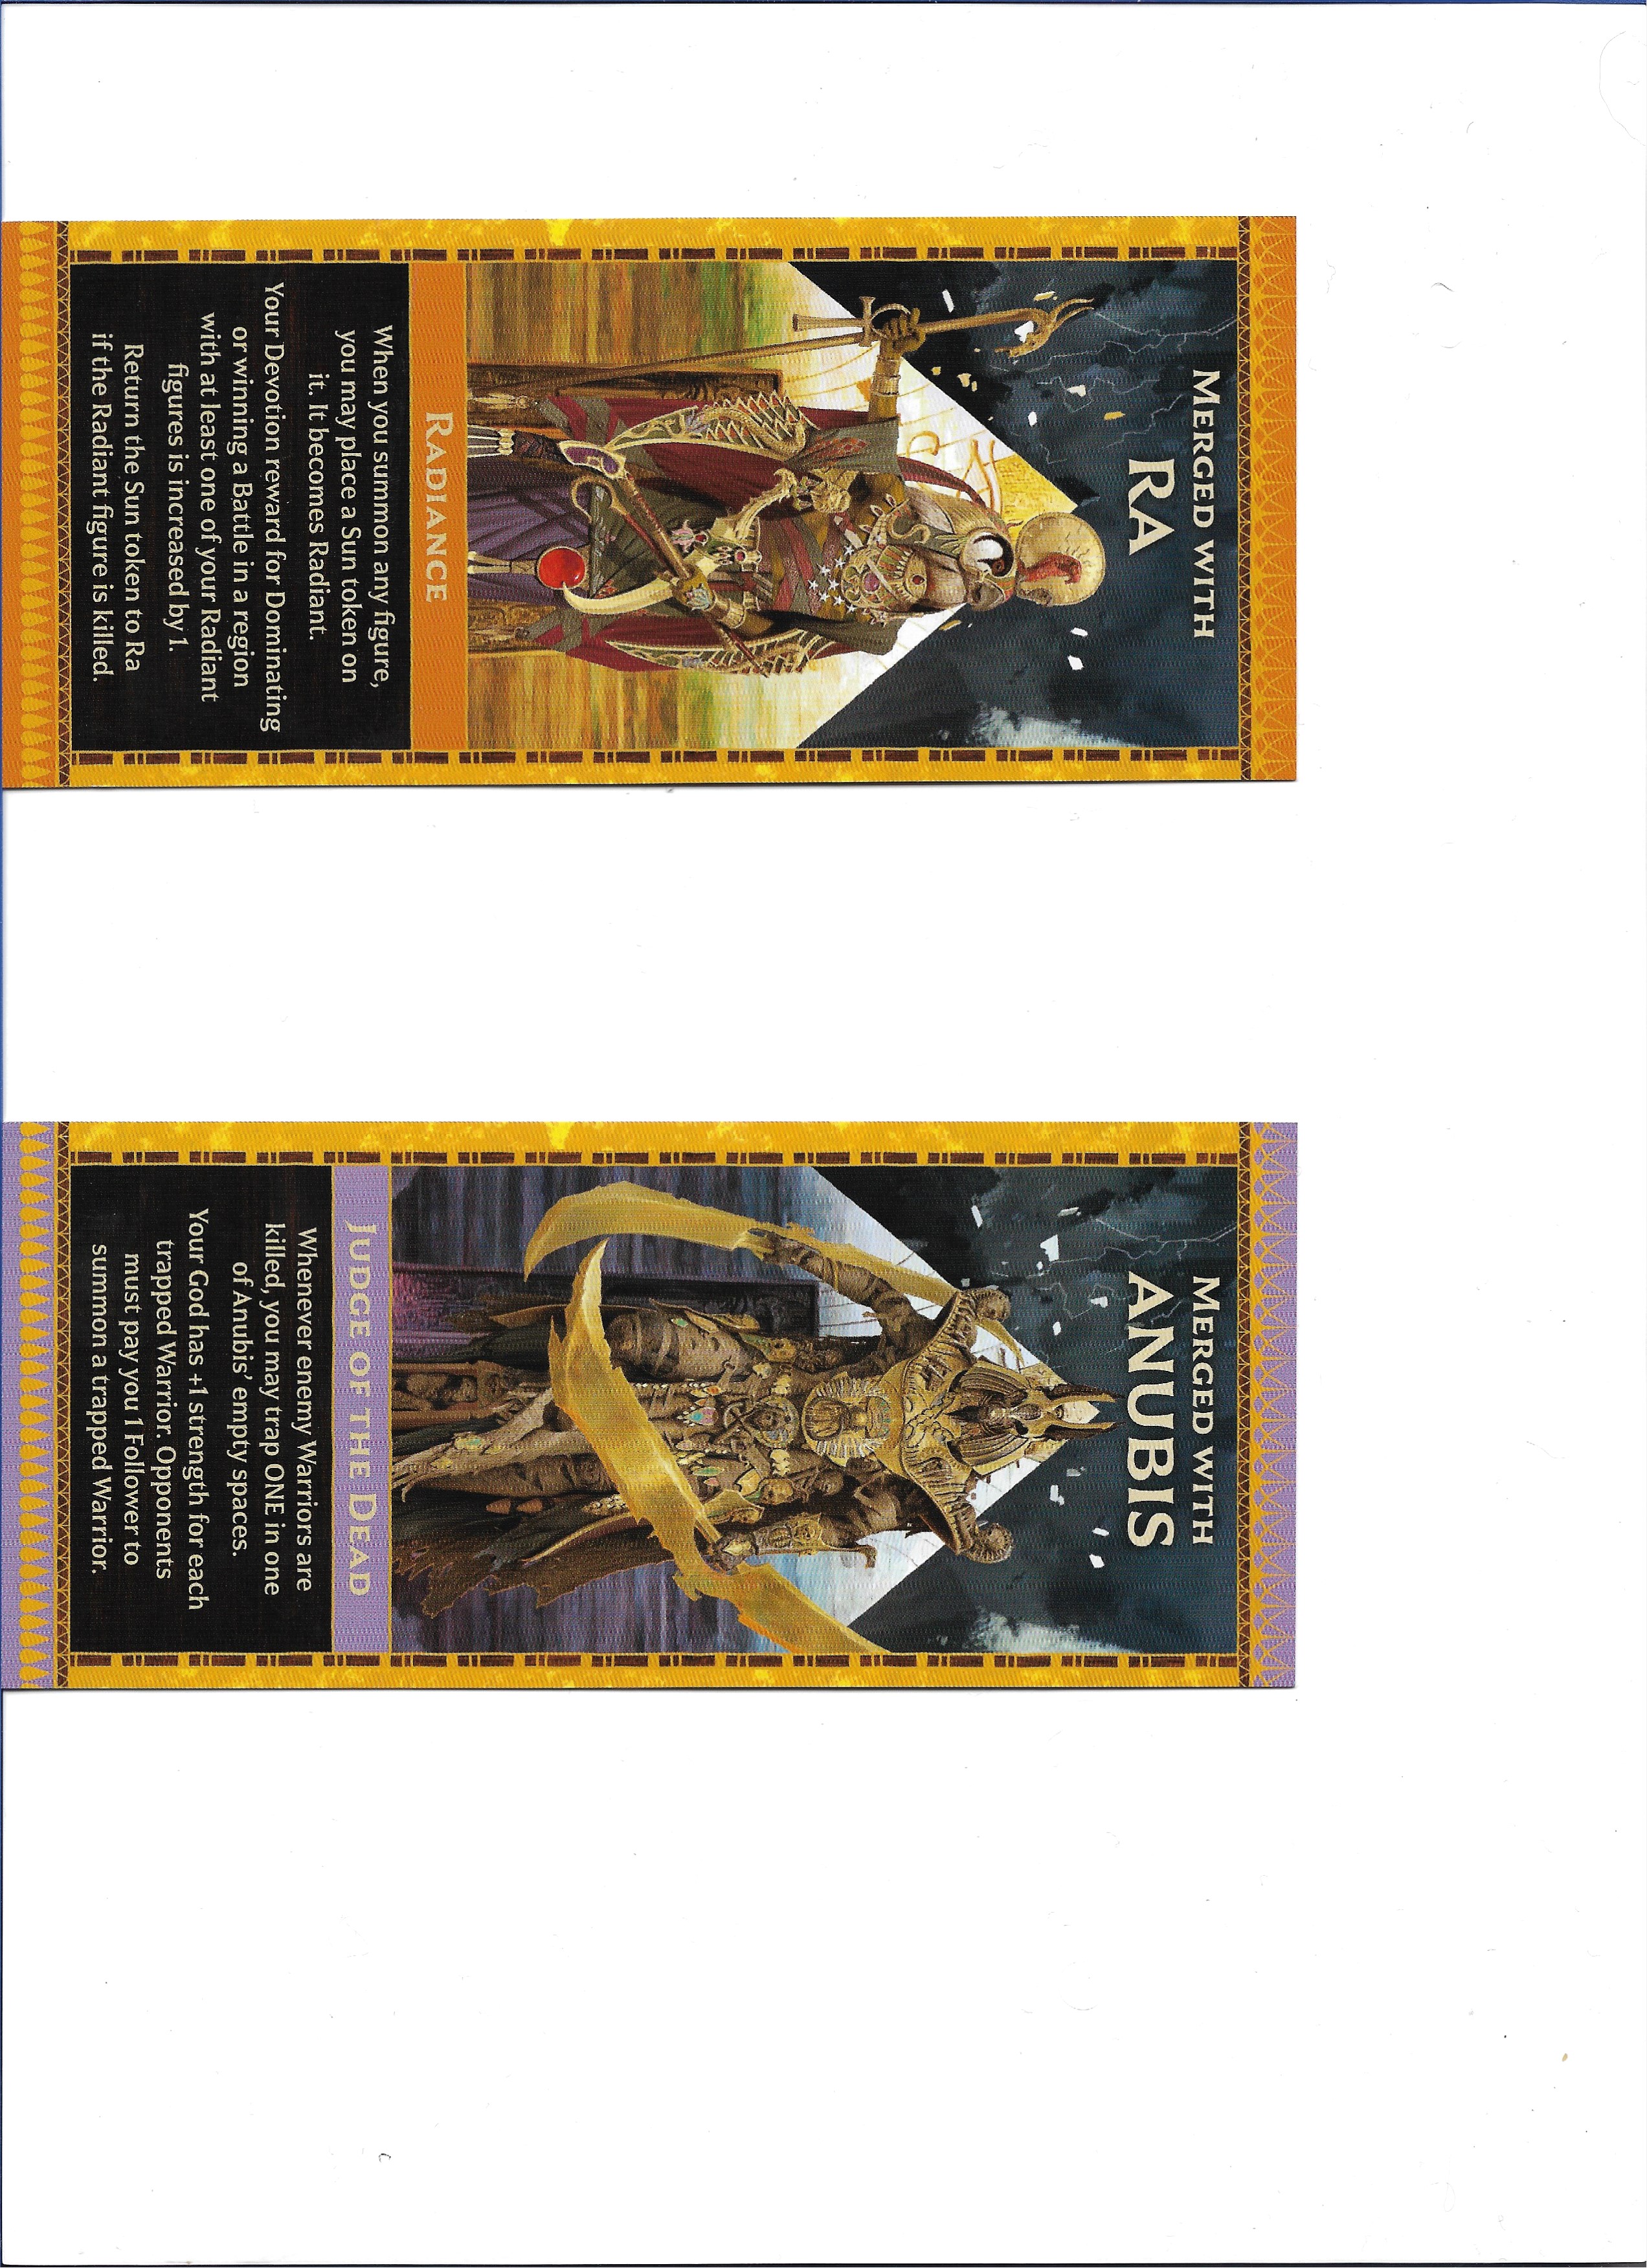 MERGED WITH
RA
RADIANCE
When you summon any figure,
you may place a Sun token on
it. It becomes Radiant.
Your Devotion reward for Dominating
or winning a Battle in a region
with at least one of your Radiant
figures is increased by 1.
Return the Sun token to Ra
if the Radiant figure is killed.
MERGED WITH
ANUBIS
JUDGE OF THE DEAD
Whenever enemy Warriors are
killed, you may trap ONE in one
of Anubis' empty spaces.
Your God has +1 strength for each
trapped Warrior. Opponents
must pay you 1 Follower to
summon a trapped Warrior.